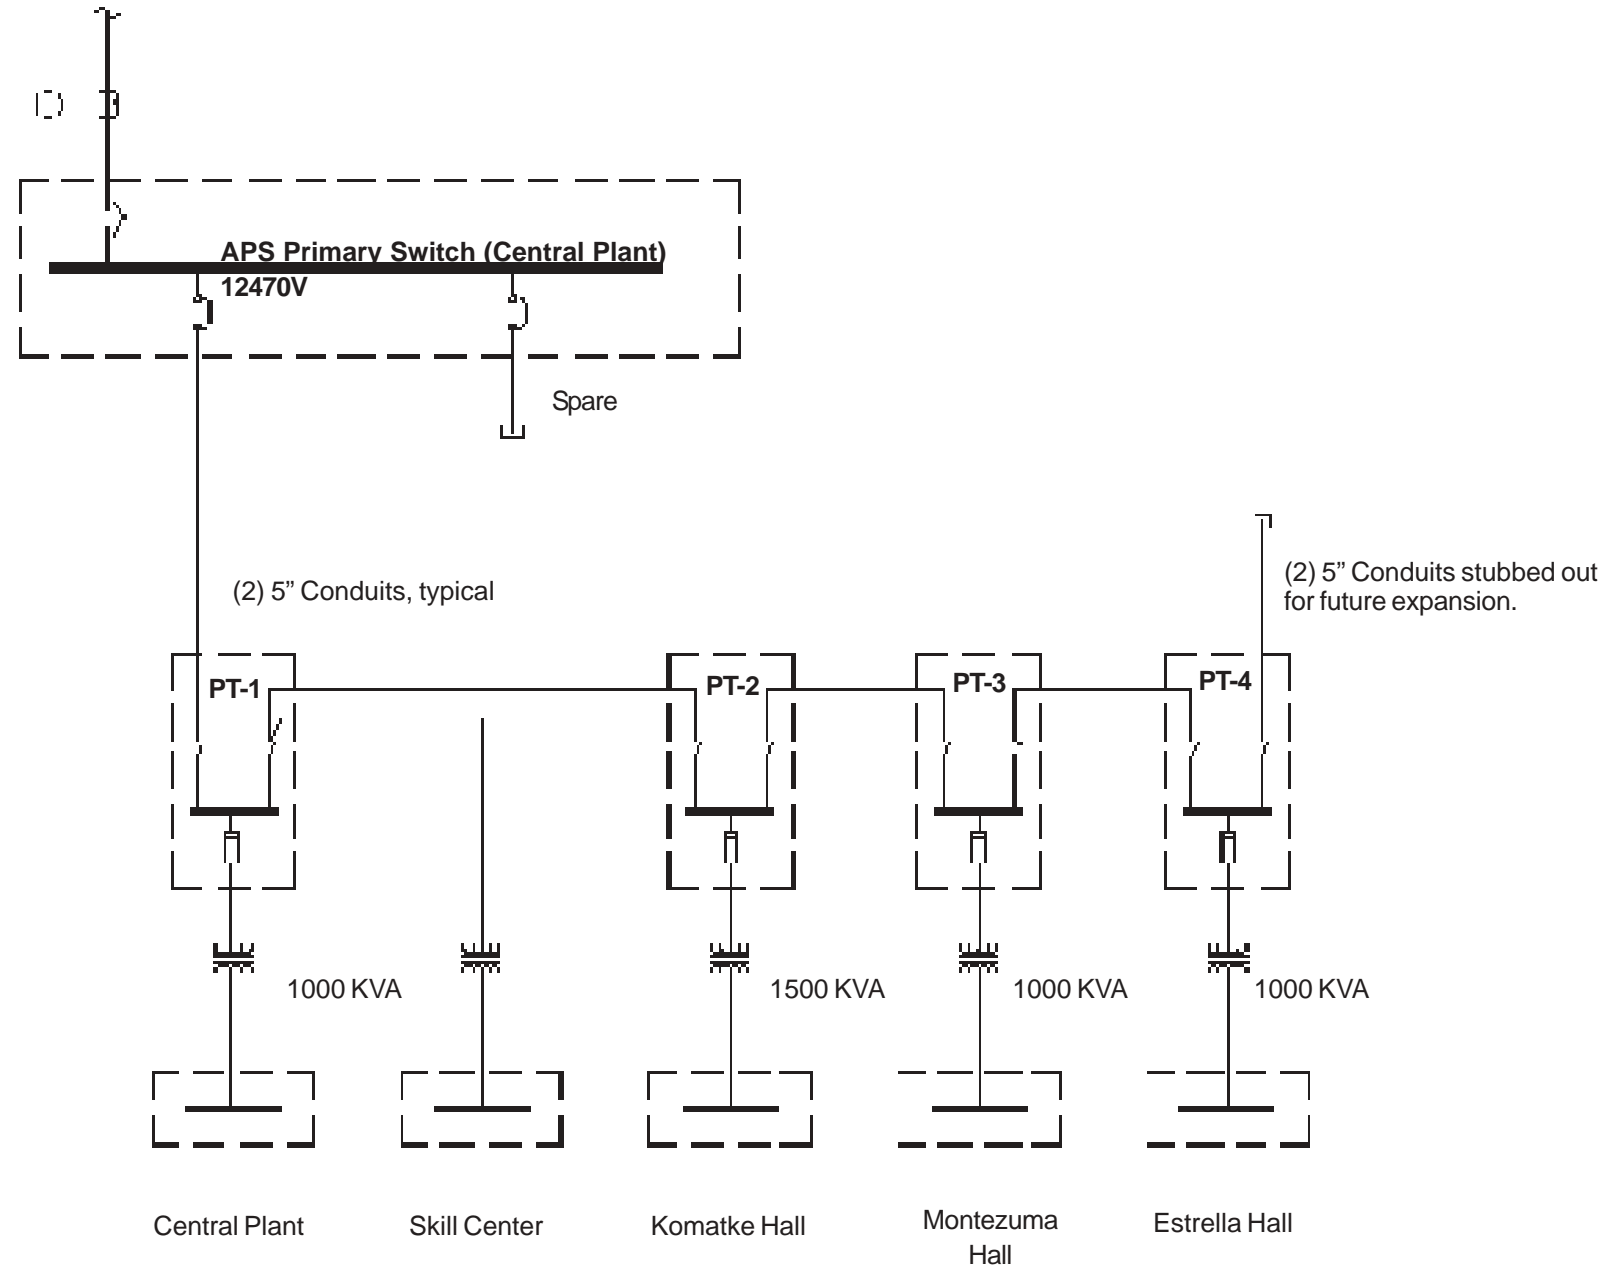 APS Primary Switch (Central Plant)
12470V
Spare
(2) 5” Conduits, typical
(2) 5” Conduits stubbed out
for future expansion.
PT-1
PT-2
PT-3
PT-4
1000 KVA
1500 KVA
1000 KVA
1000 KVA
Central Plant
Skill Center
Komatke Hall
Montezuma
Hall
Estrella Hall